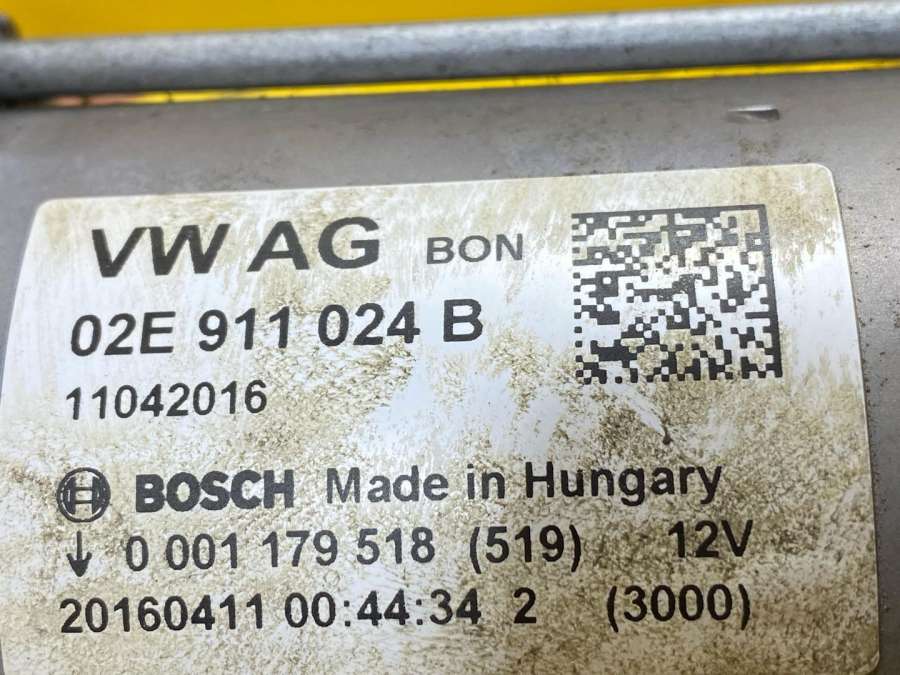 VW AG BON
02E 911 024 B
11042016
BOSCH Made in Hungary
↓ 0 001 179 518 (519) 12V
20160411 00:44:34 2 (3000)